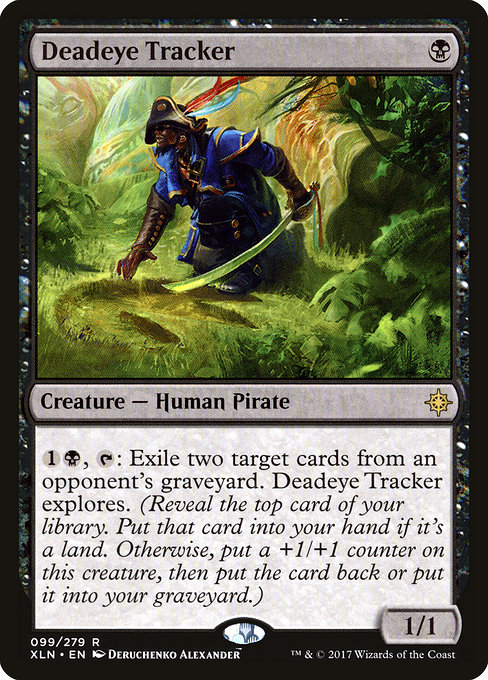 Deadeye Tracker
Creature — Human Pirate
1, : Exile two target cards from an
opponent's graveyard. Deadeye Tracker
explores. (Reveal the top card of your
library. Put that card into your hand if it's
a land. Otherwise, put a +1/+1 counter on
this creature, then put the card back or put
it into your graveyard.)
1/1
099/279 R
XLN • EN Deruchenko Alexander
™ & © 2017 Wizards of the Coast